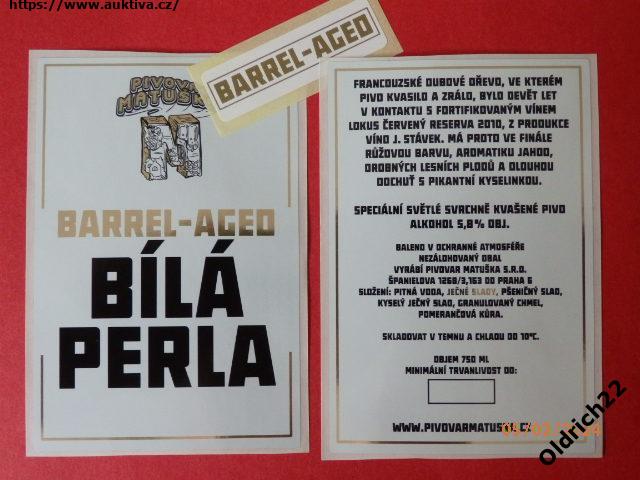 https://www.auktiva.cz/
PIVOVAR
MATUŠKA
M
BARREL-AGED
BÍLÁ
PERLA
BARREL-AGED
FRANCOUZSKÉ DUBOVÉ DŘEVO, VE KTERÉM
PIVO KVASILO A ZRÁLO, BYLO DEVĚT LET
V KONTAKTU S FORTIFIKOVANÝM VÍNEM
LOKUS ČERVENÝ RESERVA 2010, Z PRODUKCE
VÍNO J. STÁVEK. MÁ PROTO VE FINÁLE
RŮŽOVOU BARVU, AROMATIKU JAHOD,
DROBNÝCH LESNÍCH PLODŮ A DLOUHOU
DOCHUŤ S PIKANTNÍ KYSELINKOU.
SPECIÁLNÍ SVĚTLÉ SVRCHNĚ KVAŠENÉ PIVO
ALKOHOL 5,8% OBJ.
BALENO V OCHRANNÉ ATMOSFÉŘE
NEZÁLOHOVANÝ OBAL
VYRÁBÍ PIVOVAR MATUŠKA S.R.O.
ŠPANIELOVA 1268/3,163 00 PRAHA 6
SLOŽENÍ: PITNÁ VODA, JEČNÉ SLADY, PŠENIČNÝ SLAD,
KYSELÝ JEČNÝ SLAD, GRANULOVANÝ CHMEL,
POMERANČOVÁ KŮRA.
SKLADOVAT V TEMNU A CHLADU DO 10°C.
OBJEM 750 ML
MINIMÁLNÍ TRVANLIVOST DO:
WWW.PIVOVARMATUSKA.CZ
Oldrich22